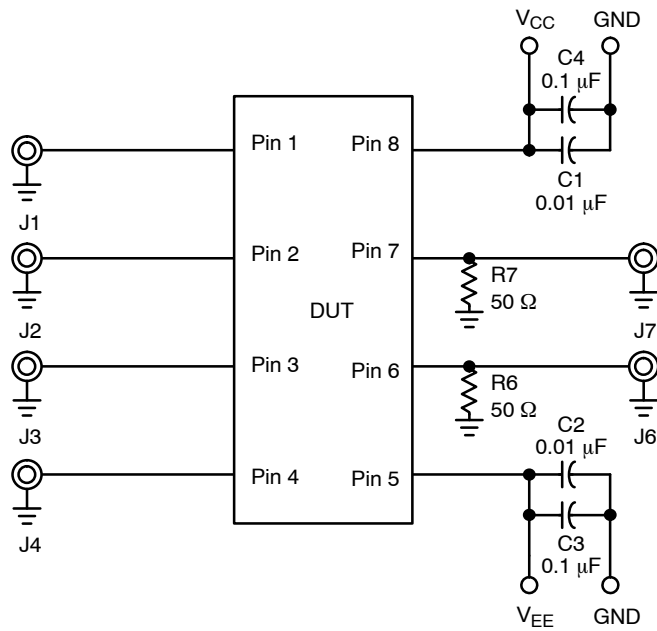 V_CC GND
C4
0.1 μF
Pin 1 Pin 8
C1
0.01 μF
J1
Pin 2 Pin 7
R7
50 Ω
DUT
J2 J7
Pin 3 Pin 6
R6
50 Ω
J3 J6
C2
0.01 μF
Pin 4 Pin 5
J4
C3
0.1 μF
V_EE GND